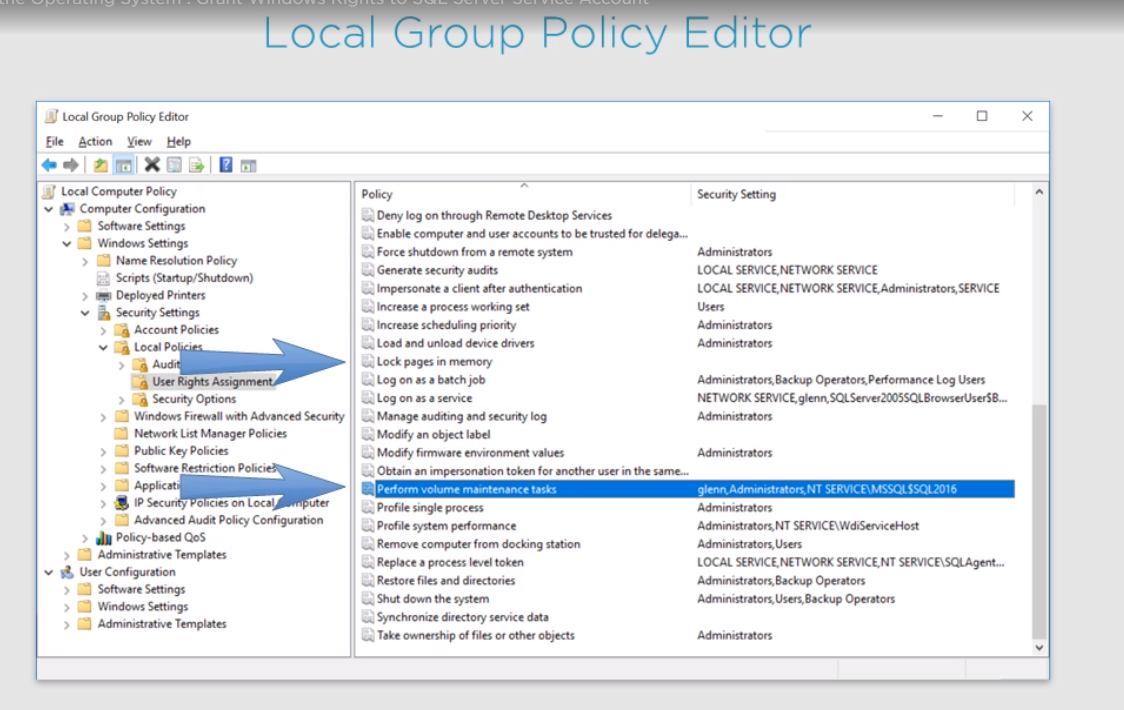 the Operating System : Grant Windows Rights to SQL Server Service Account
Local Group Policy Editor
Local Group Policy Editor
File Action View Help
Local Computer Policy
Computer Configuration
Software Settings
Windows Settings
Name Resolution Policy
Scripts (Startup/Shutdown)
Deployed Printers
Security Settings
Account Policies
Local Policies
Audit
User Rights Assignment
Security Options
Windows Firewall with Advanced Security
Network List Manager Policies
Public Key Policies
Software Restriction Policies
IP Security Policies on Local Computer
Advanced Audit Policy Configuration
Policy-based QoS
Administrative Templates
User Configuration
Software Settings
Windows Settings
Administrative Templates
Policy Security Setting
Deny log on through Remote Desktop Services
Enable computer and user accounts to be trusted for delega...
Force shutdown from a remote system Administrators
Generate security audits LOCAL SERVICE,NETWORK SERVICE
Impersonate a client after authentication LOCAL SERVICE,NETWORK SERVICE,Administrators,SERVICE
Increase a process working set Users
Increase scheduling priority Administrators
Load and unload device drivers Administrators
Lock pages in memory
Log on as a batch job Administrators,Backup Operators,Performance Log Users
Log on as a service NETWORK SERVICE,glenn,SQLServer2005SQLBrowserUser$B...
Manage auditing and security log Administrators
Modify an object label
Modify firmware environment values Administrators
Obtain an impersonation token for another user in the same...
Perform volume maintenance tasks glenn,Administrators,NT SERVICE\MSSQL$SQL2016
Profile single process Administrators
Profile system performance Administrators,NT SERVICE\WdiServiceHost
Remove computer from docking station Administrators,Users
Replace a process level token LOCAL SERVICE,NETWORK SERVICE,NT SERVICE\SQLAgent...
Restore files and directories Administrators,Backup Operators
Shut down the system Administrators,Users,Backup Operators
Synchronize directory service data
Take ownership of files or other objects Administrators